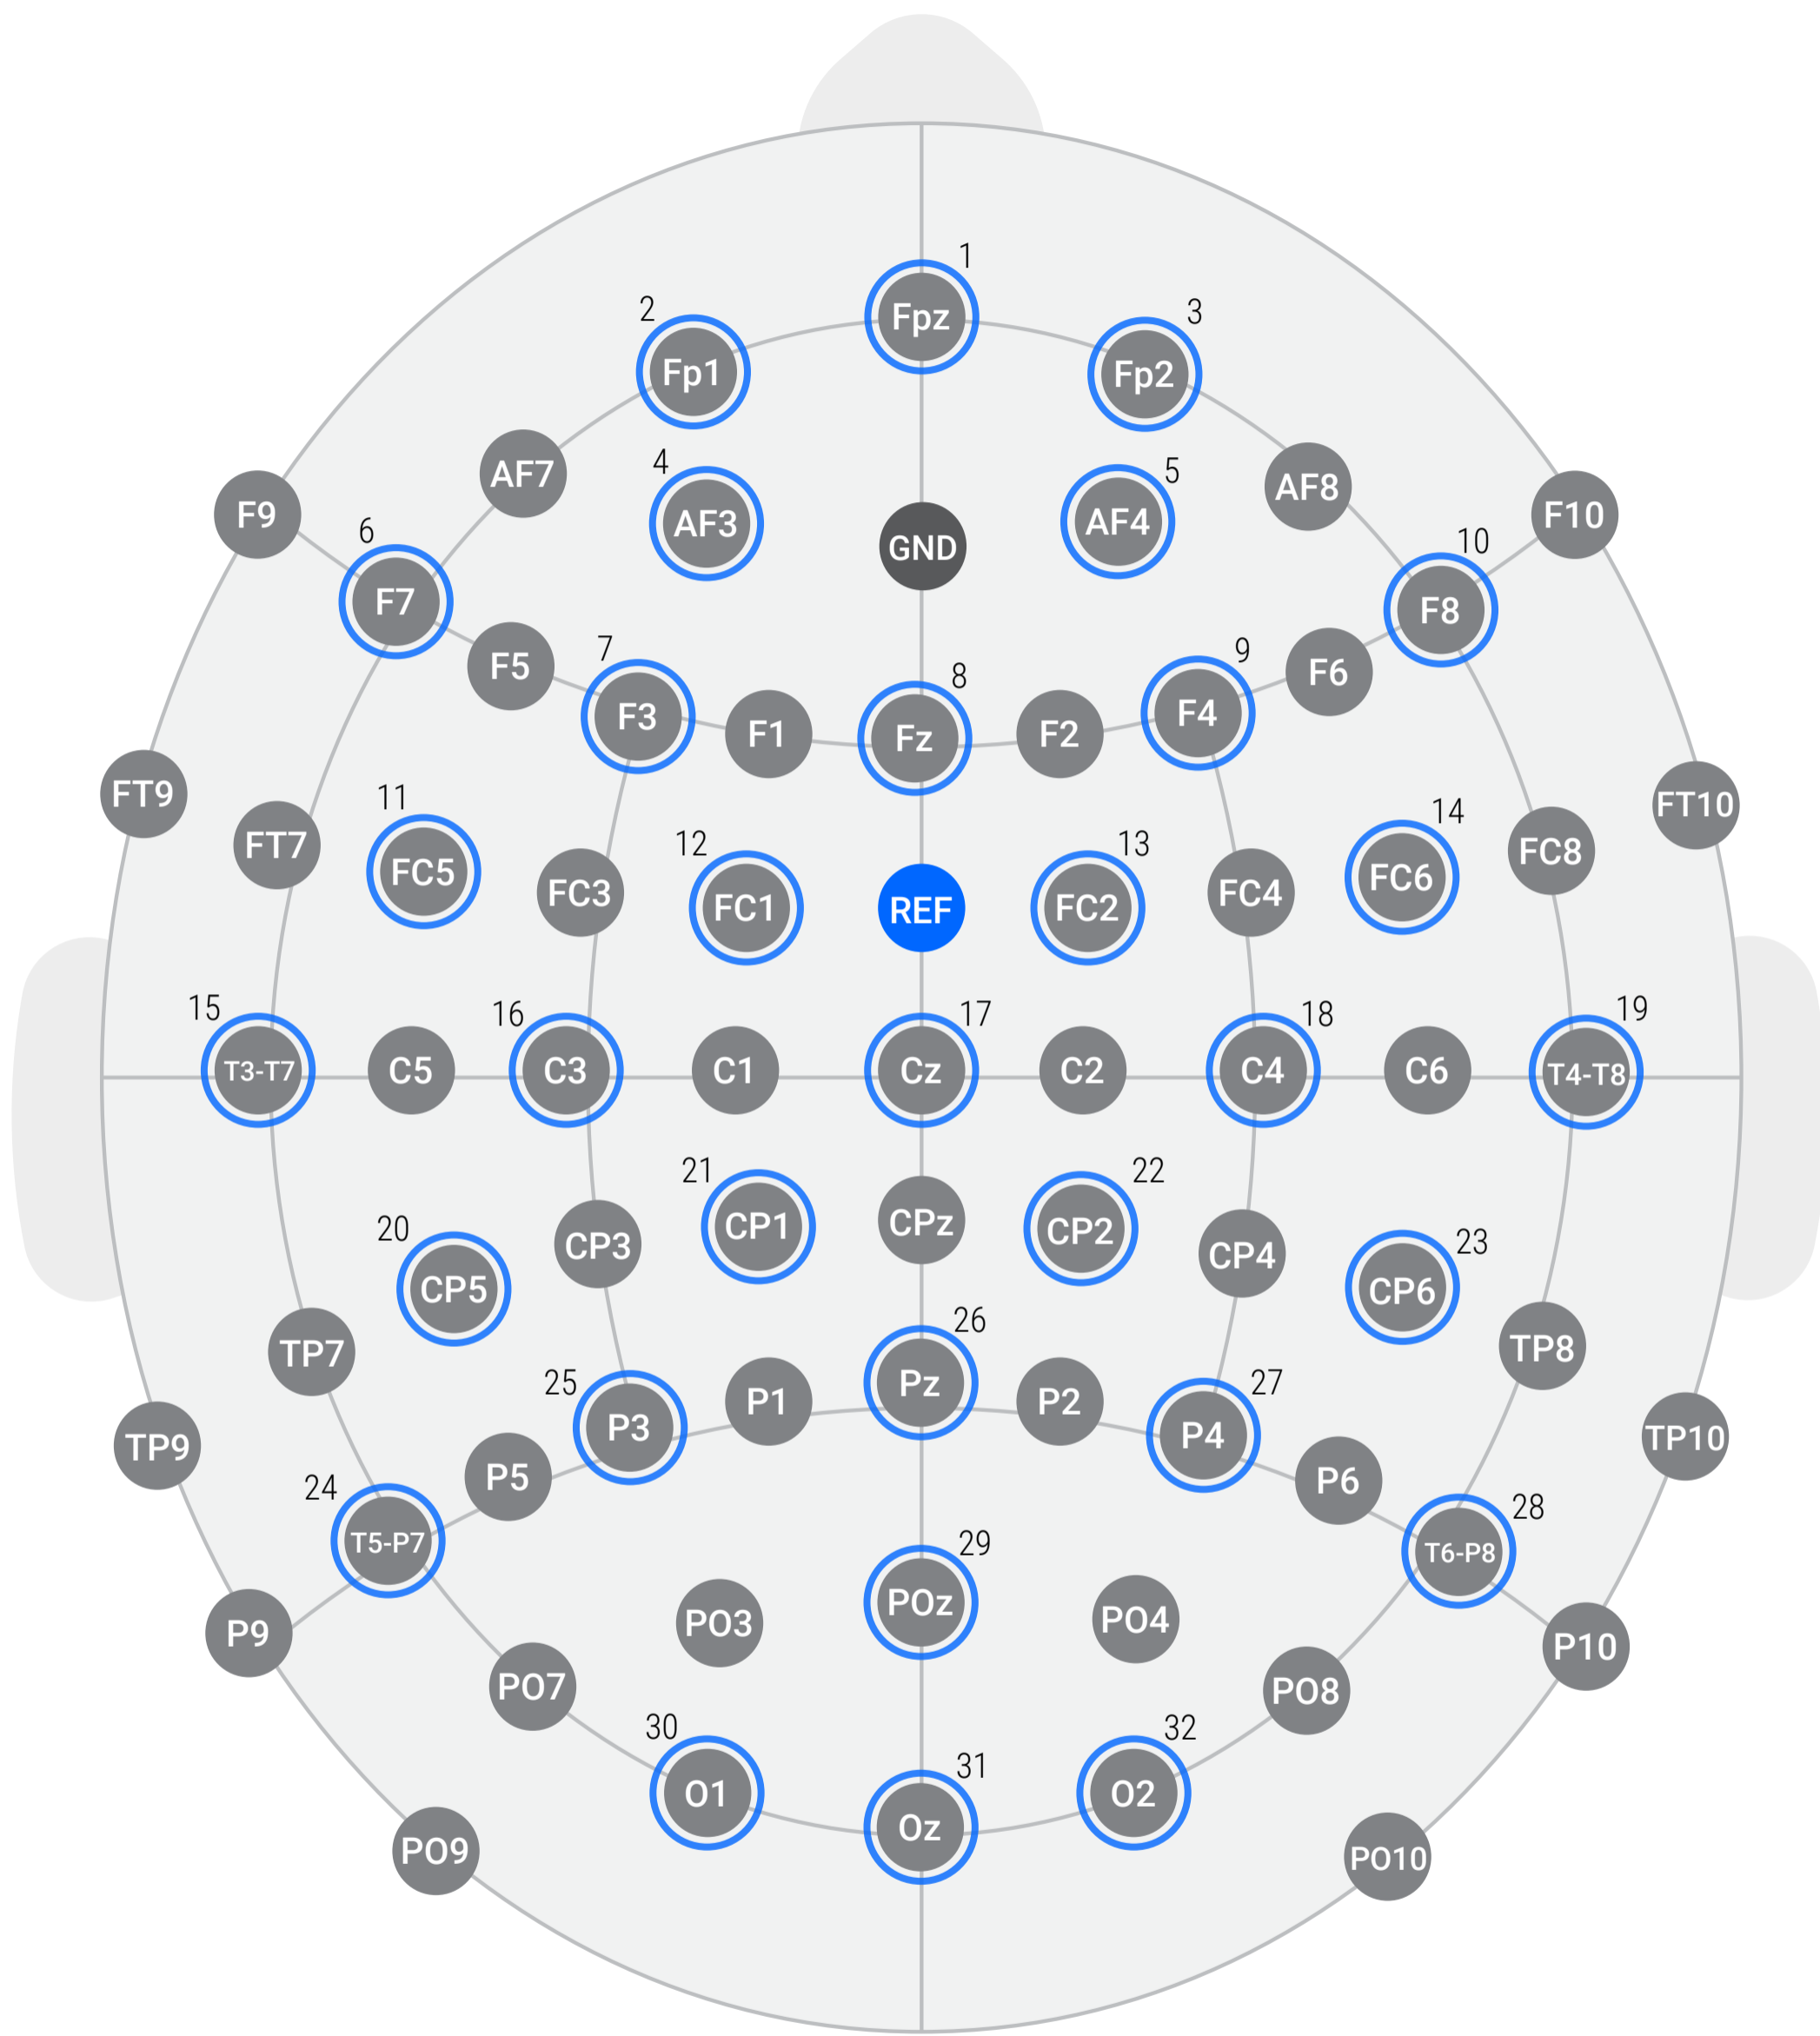 1
Fpz
2
3
Fp1
Fp2
4
5
AF7
AF8
AF3
AF4
F9
F10
GND
6
10
F7
F8
7
9
8
F5
F6
F3
F4
F1
Fz
F2
FT9
FT10
11
14
FT7
FC8
12
13
FC5
FC6
FC3
FC4
FC1
REF
FC2
15
16
17
18
19
T3-T7
C5
C3
C1
Cz
C2
C4
C6
T4-T8
21
22
20
23
CP1
CPz
CP2
CP3
CP4
CP5
CP6
26
TP7
TP8
25
27
Pz
P1
P2
P3
P4
TP9
TP10
24
28
P5
P6
T5-P7
T6-P8
29
POz
PO3
PO4
P9
P10
PO7
PO8
30
32
31
O1
O2
Oz
PO9
PO10